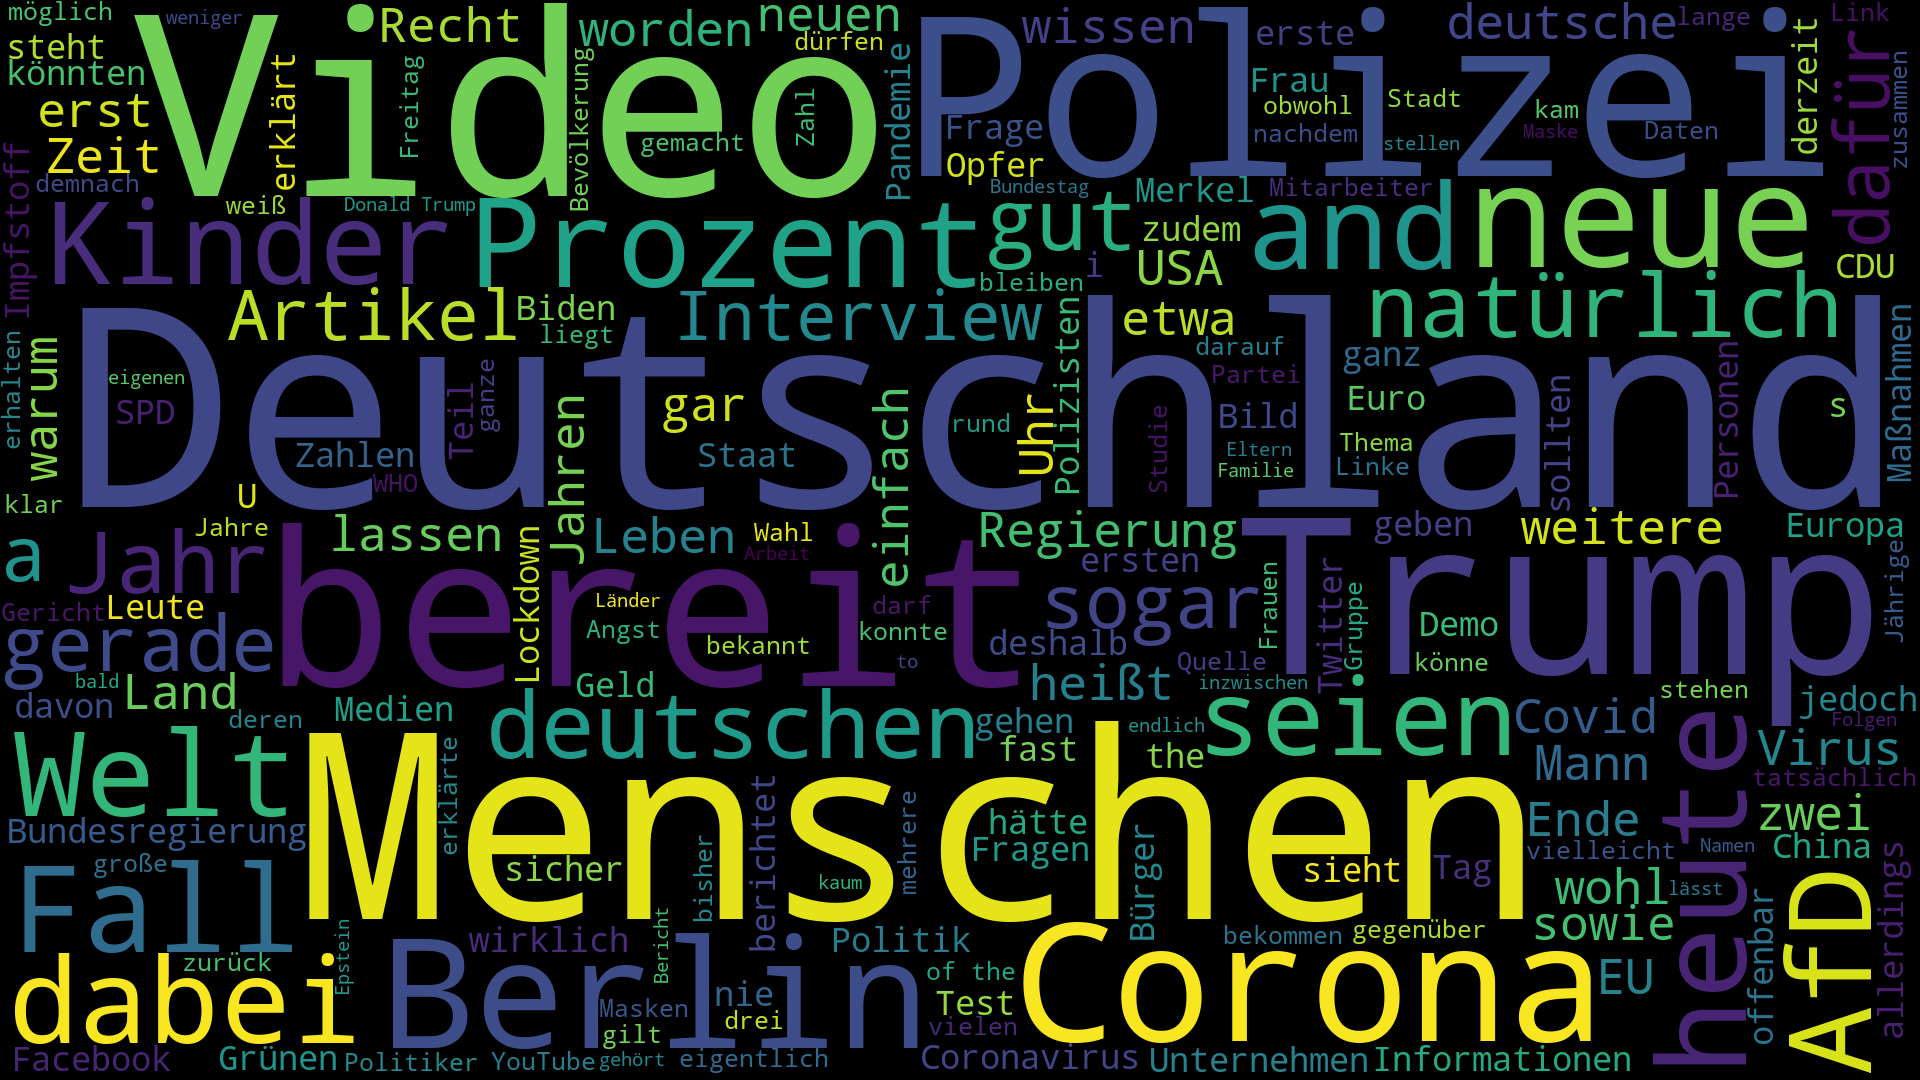 möglich
weniger
Video
Recht
worden
neuen
dürfen
Polizei
wissen
erste
deutsche
lange
Link
steht
könnten
erst
Zeit
erklärt
Freitag
Bevölkerung
gemacht
Zahl
Pandemie
Frage
Opfer
Frau
obwohl
nachdem
Stadt
stellen
kam
Maske
Daten
derzeit
dafür
zusammen
Impfstoff
demnach
weiß
Donald Trump
Kinder
Prozent
gut
Bundestag
Merkel
Mitarbeiter
zudem
USA
i
bleiben
and
neue
CDU
Artikel
Biden
liegt
Interview
etwa
natürlich
Polizisten
darauf
ganz
Partei
Personen
Maßnahmen
erhalten
warum
eigenen
SPD
Deutschland
Teil
ganze
gar
rund
Uhr
Bild
Euro
s
Studie
Eltern
Familie
Thema
Linke
sollten
Zahlen
WHO
Staat
einfach
Jahren
klar
U
Jahre
a
Jahr
lassen
Lockdown
Leben
Wahl
Arbeit
bereit
Regierung
ersten
Trump
geben
weitere
Europa
Jährige
Gericht
Leute
gerade
Länder
Angst
bekannt
darf
konnte
to
sogar
deshalb
Frauen
Twitter
Gruppe
Demo
könne
Quelle
heißt
inzwischen
stehen
jedoch
Folgen
bald
Land
davon
deren
Medien
Geld
deutschen
gehen
endlich
fast
the
seien
Covid
Mann
heute
Virus
tatsächlich
Welt
Menschen
erklärte
Bundesregierung
große
Fall
sicher
bisher
berichtet
kaum
mehrere
hätte
Fragen
Bürger
sieht
Tag
Ende
vielleicht
Namen
zwei
China
wohl
lässt
sowie
offenbar
AfD
allerdings
dabei
zurück
Epstein
Berlin
wirklich
Bericht
Masken
gilt
nie
drei
Politik
of the
Test
vielen
Corona
bekommen
gegenüber
EU
Facebook
Grünen
Politiker
YouTube
gehört
eigentlich
Coronavirus
Unternehmen
Informationen